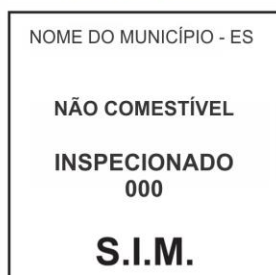 NOME DO MUNICÍPIO - ES
NÃO COMESTÍVEL
INSPECIONADO
000
S.I.M.